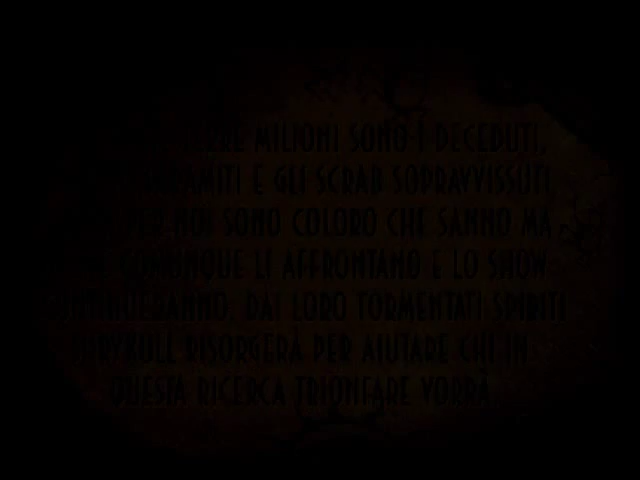 MILIONI SONO I DECEDUTI,
E GLI SCRAB SOPRAVVISSUTI.
NOI SONO COLORO CHE SANNO MA
COMUNQUE LI AFFRONTANO E LO SHOW
DAI LORO TORMENTATI SPIRITI
RISORGERÀ PER AIUTARE CHI IN
QUESTA RICERCA TRIONFARE VORRÀ